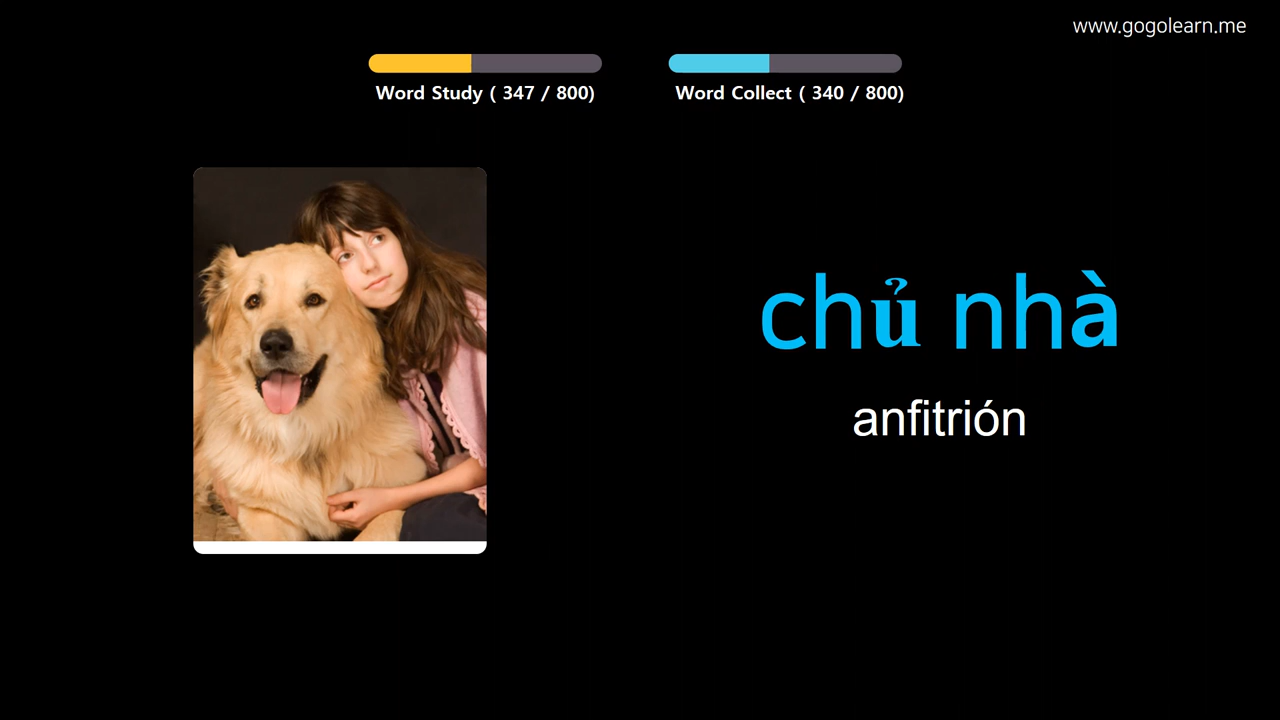 www.gogolearn.me
Word Study ( 347 / 800)
Word Collect ( 340 / 800)
chủ nhà
anfitrión